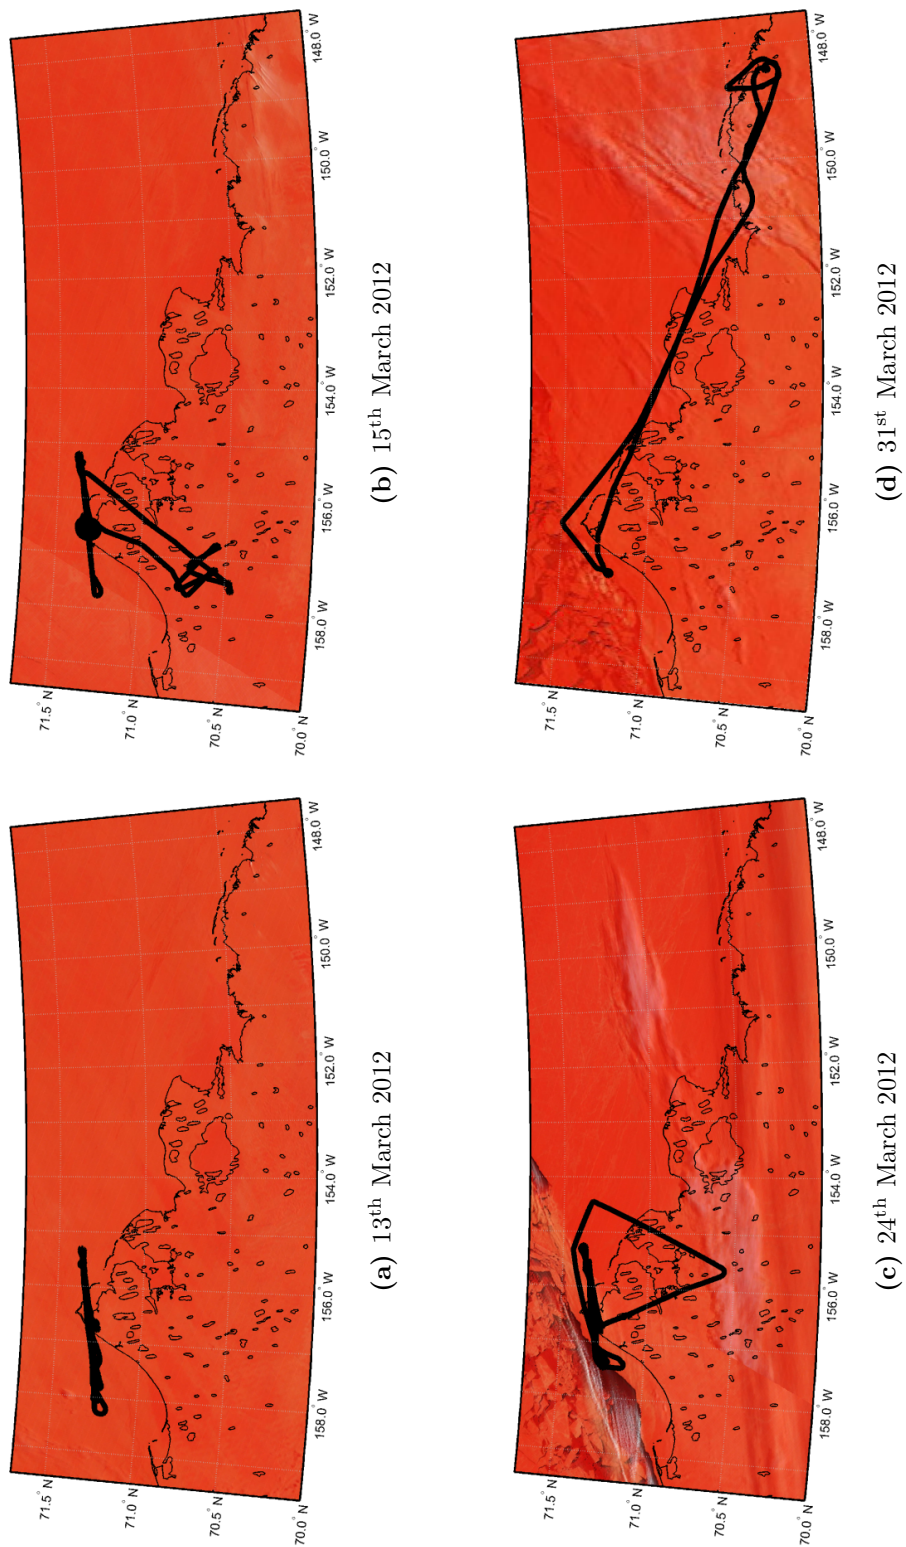 71.5° N
71.0° N
70.5° N
70.0° N
158.0° W
156.0° W
154.0° W
152.0° W
150.0° W
148.0° W
(a) 13th March 2012
71.5° N
71.0° N
70.5° N
70.0° N
158.0° W
156.0° W
154.0° W
152.0° W
150.0° W
148.0° W
(b) 15th March 2012
71.5° N
71.0° N
70.5° N
70.0° N
158.0° W
156.0° W
154.0° W
152.0° W
150.0° W
148.0° W
(c) 24th March 2012
71.5° N
71.0° N
70.5° N
70.0° N
158.0° W
156.0° W
154.0° W
152.0° W
150.0° W
148.0° W
(d) 31st March 2012